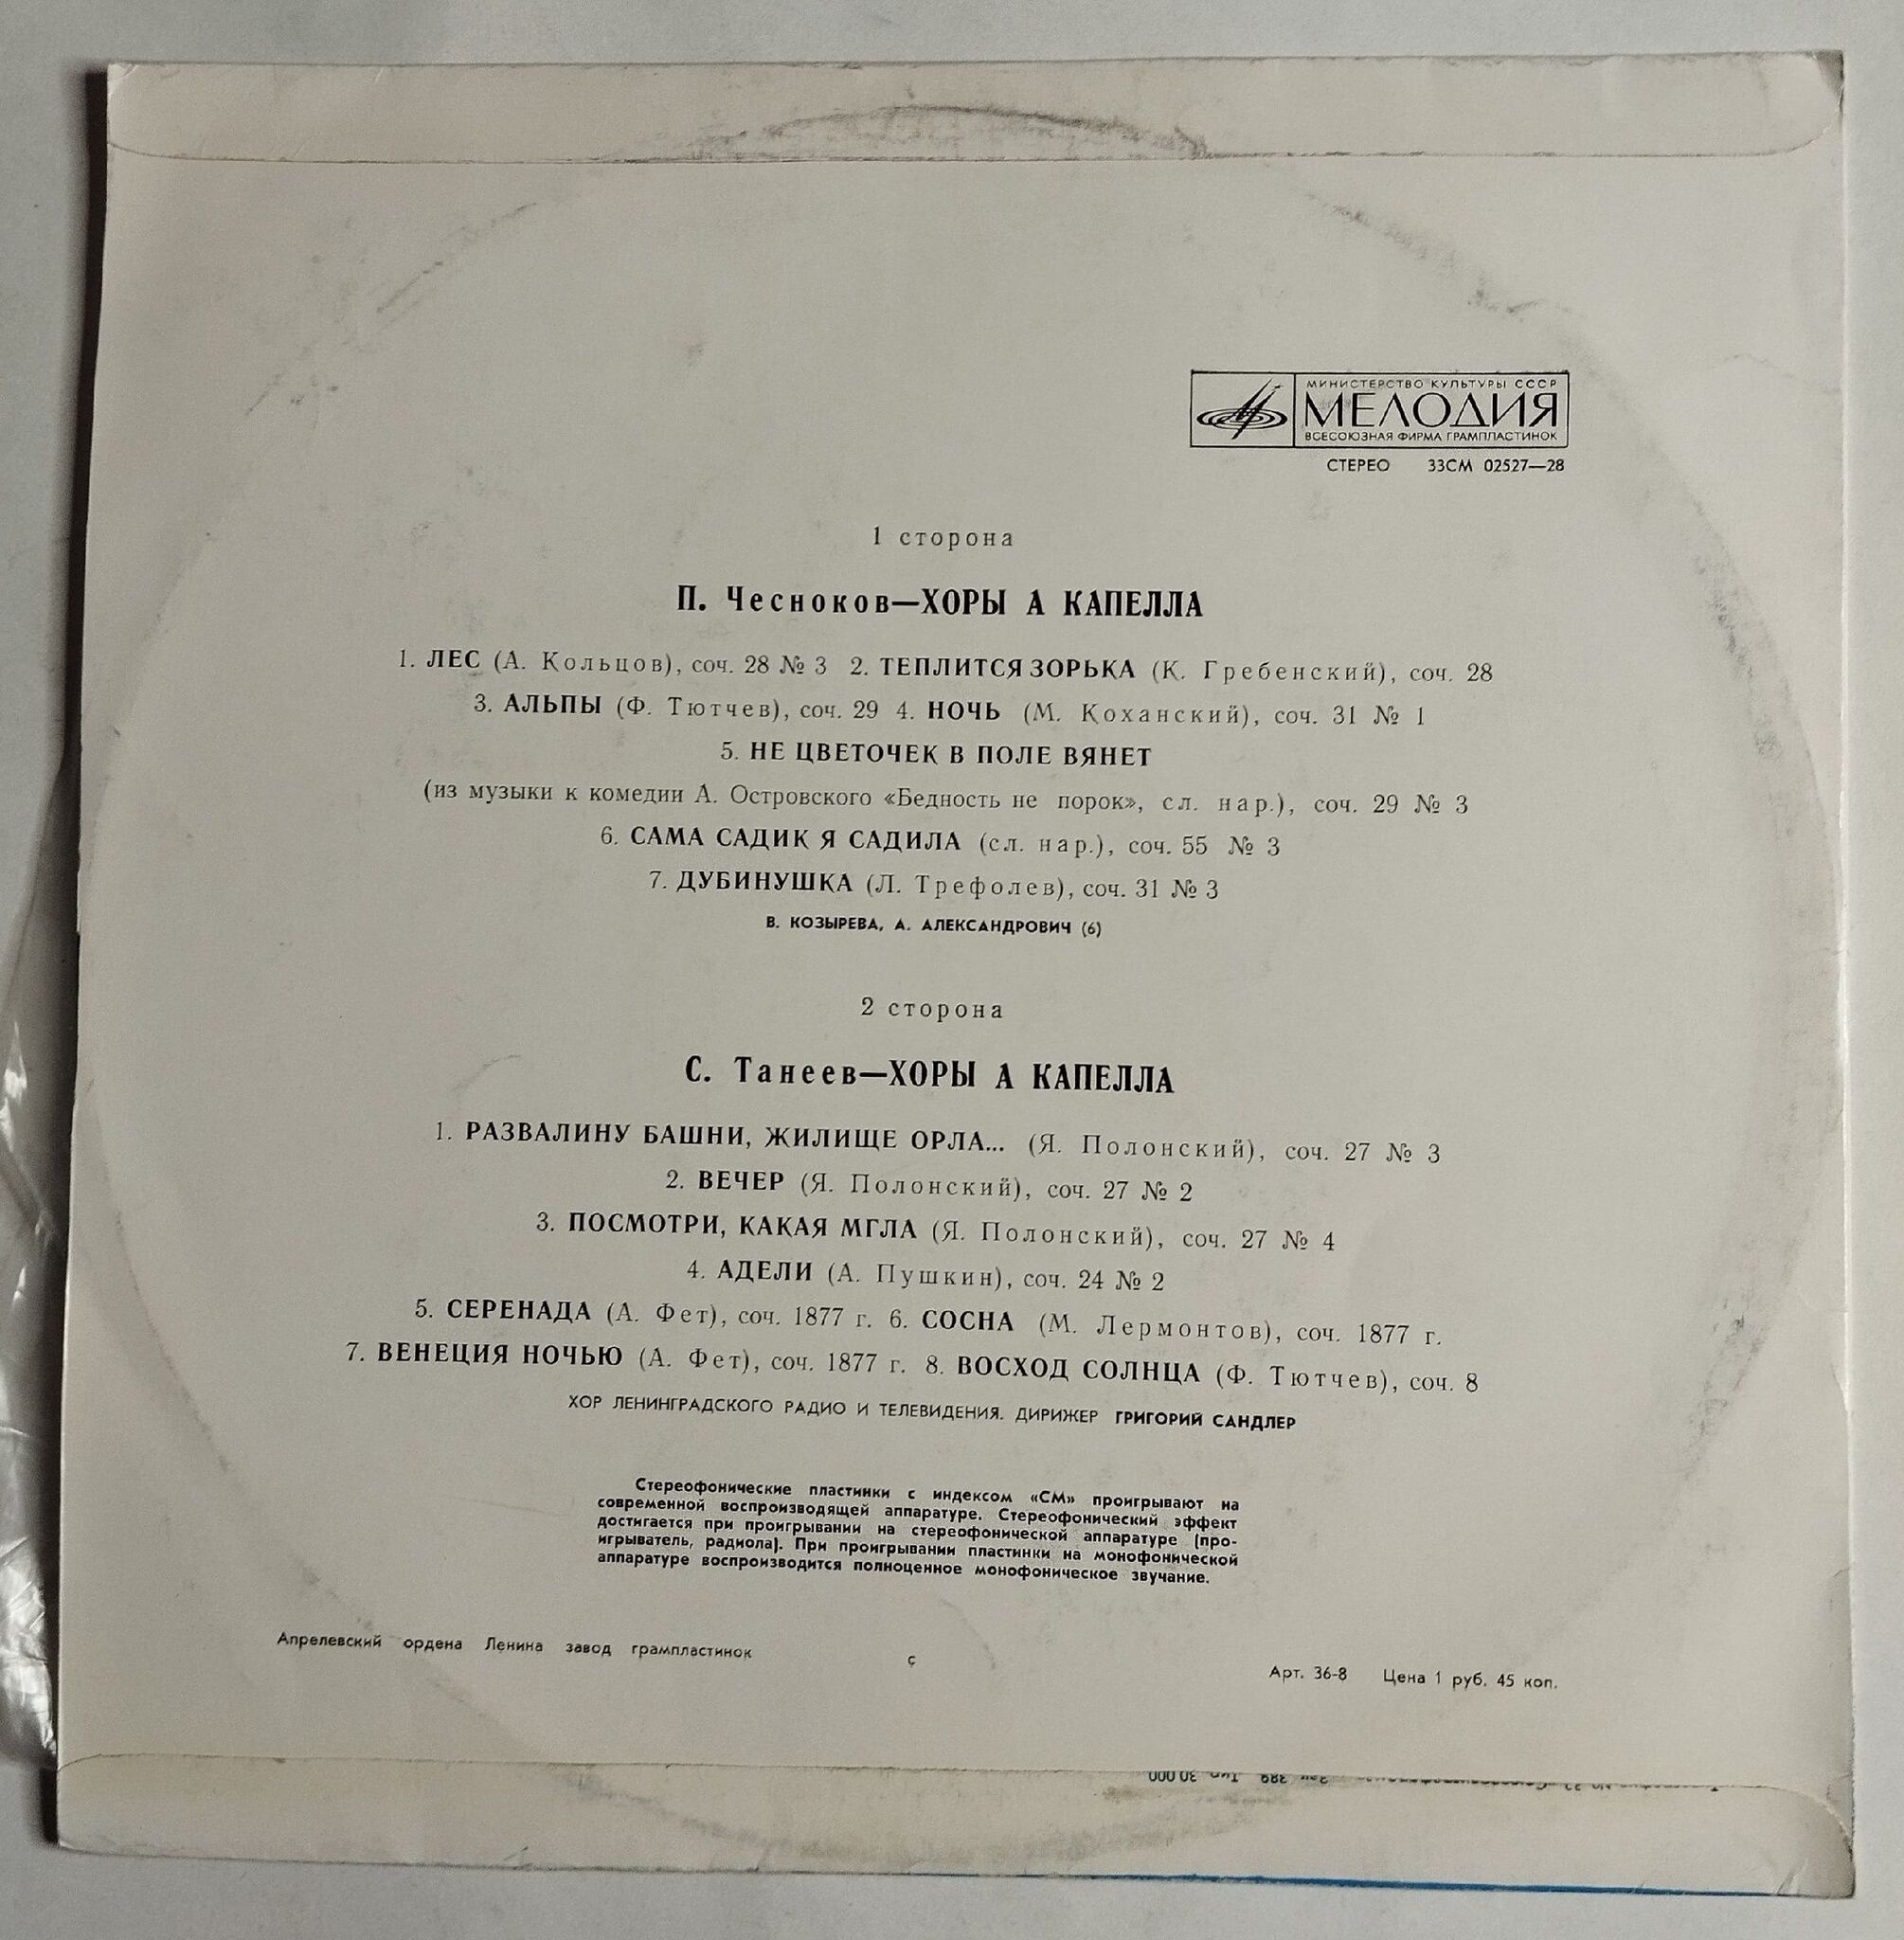 МИНИСТЕРСТВО КУЛЬТУРЫ СССР
МЕЛОДИЯ
ВСЕСОЮЗНАЯ ФИРМА ГРАМПЛАСТИНОК
СТЕРЕО 33СМ 02527—28
1 сторона
П. Чесноков—ХОРЫ А КАПЕЛЛА
1. ЛЕС (А. Кольцов), соч. 28 № 3 2. ТЕПЛИТСЯ ЗОРЬКА (К. Гребенский), соч. 28
3. АЛЬПЫ (Ф. Тютчев), соч. 29 4. НОЧЬ (М. Коханский), соч. 31 № 1
5. НЕ ЦВЕТОЧЕК В ПОЛЕ ВЯНЕТ
(из музыки к комедии А. Островского «Бедность не порок», сл. нар.), соч. 29 № 3
6. САМА САДИК Я САДИЛА (сл. нар.), соч. 55 № 3
7. ДУБИНУШКА (Л. Трефолев), соч. 31 № 3
В. КОЗЫРЕВА, А. АЛЕКСАНДРОВИЧ (6)
2 сторона
С. Танеев—ХОРЫ А КАПЕЛЛА
1. РАЗВАЛИНУ БАШНИ, ЖИЛИЩЕ ОРЛА... (Я. Полонский), соч. 27 № 3
2. ВЕЧЕР (Я. Полонский), соч. 27 № 2
3. ПОСМОТРИ, КАКАЯ МГЛА (Я. Полонский), соч. 27 № 4
4. АДЕЛИ (А. Пушкин), соч. 24 № 2
5. СЕРЕНАДА (А. Фет), соч. 1877 г. 6. СОСНА (М. Лермонтов), соч. 1877 г.
7. ВЕНЕЦИЯ НОЧЬЮ (А. Фет), соч. 1877 г. 8. ВОСХОД СОЛНЦА (Ф. Тютчев), соч. 8
ХОР ЛЕНИНГРАДСКОГО РАДИО И ТЕЛЕВИДЕНИЯ. ДИРИЖЕР ГРИГОРИЙ САНДЛЕР
Стереофонические пластинки с индексом «СМ» проигрывают на
современной воспроизводящей аппаратуре. Стереофонический эффект
достигается при проигрывании на стереофонической аппаратуре (про-
игрыватель, радиола). При проигрывании пластинки на монофонической
аппаратуре воспроизводится полноценное монофоническое звучание.
Апрелевский ордена Ленина завод грампластинок
Арт. 36-8 Цена 1 руб. 45 коп.
389 30 000